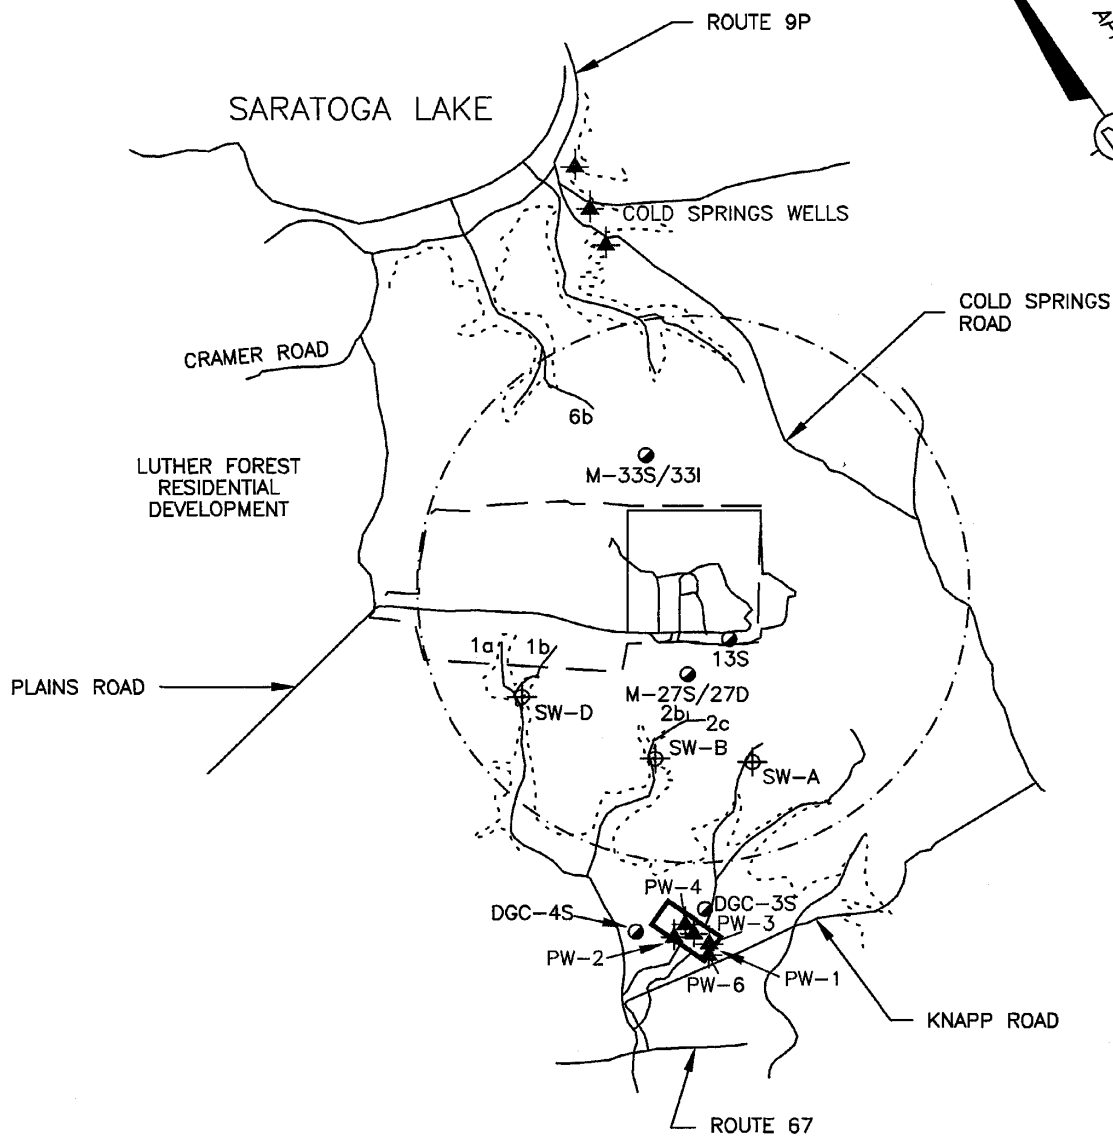 ROUTE 9P
SARATOGA LAKE
COLD SPRINGS WELLS
COLD SPRINGS
ROAD
CRAMER ROAD
6b
LUTHER FOREST
RESIDENTIAL
DEVELOPMENT
M-33S/33I
1a
1b
13S
PLAINS ROAD
M-27S/27D
SW-D
2b
2c
SW-B
SW-A
PW-4
DGC-3S
DGC-4S
PW-3
PW-2
PW-1
PW-6
KNAPP ROAD
ROUTE 67